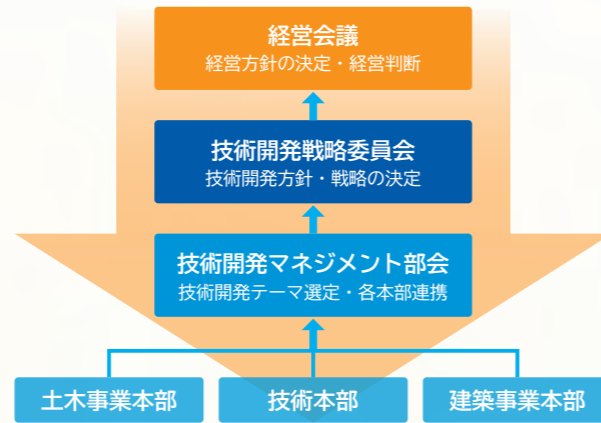 経営会議
経営方針の決定・経営判断
技術開発戦略委員会
技術開発方針・戦略の決定
技術開発マネジメント部会
技術開発テーマ選定・各本部連携
土木事業本部
技術本部
建築事業本部